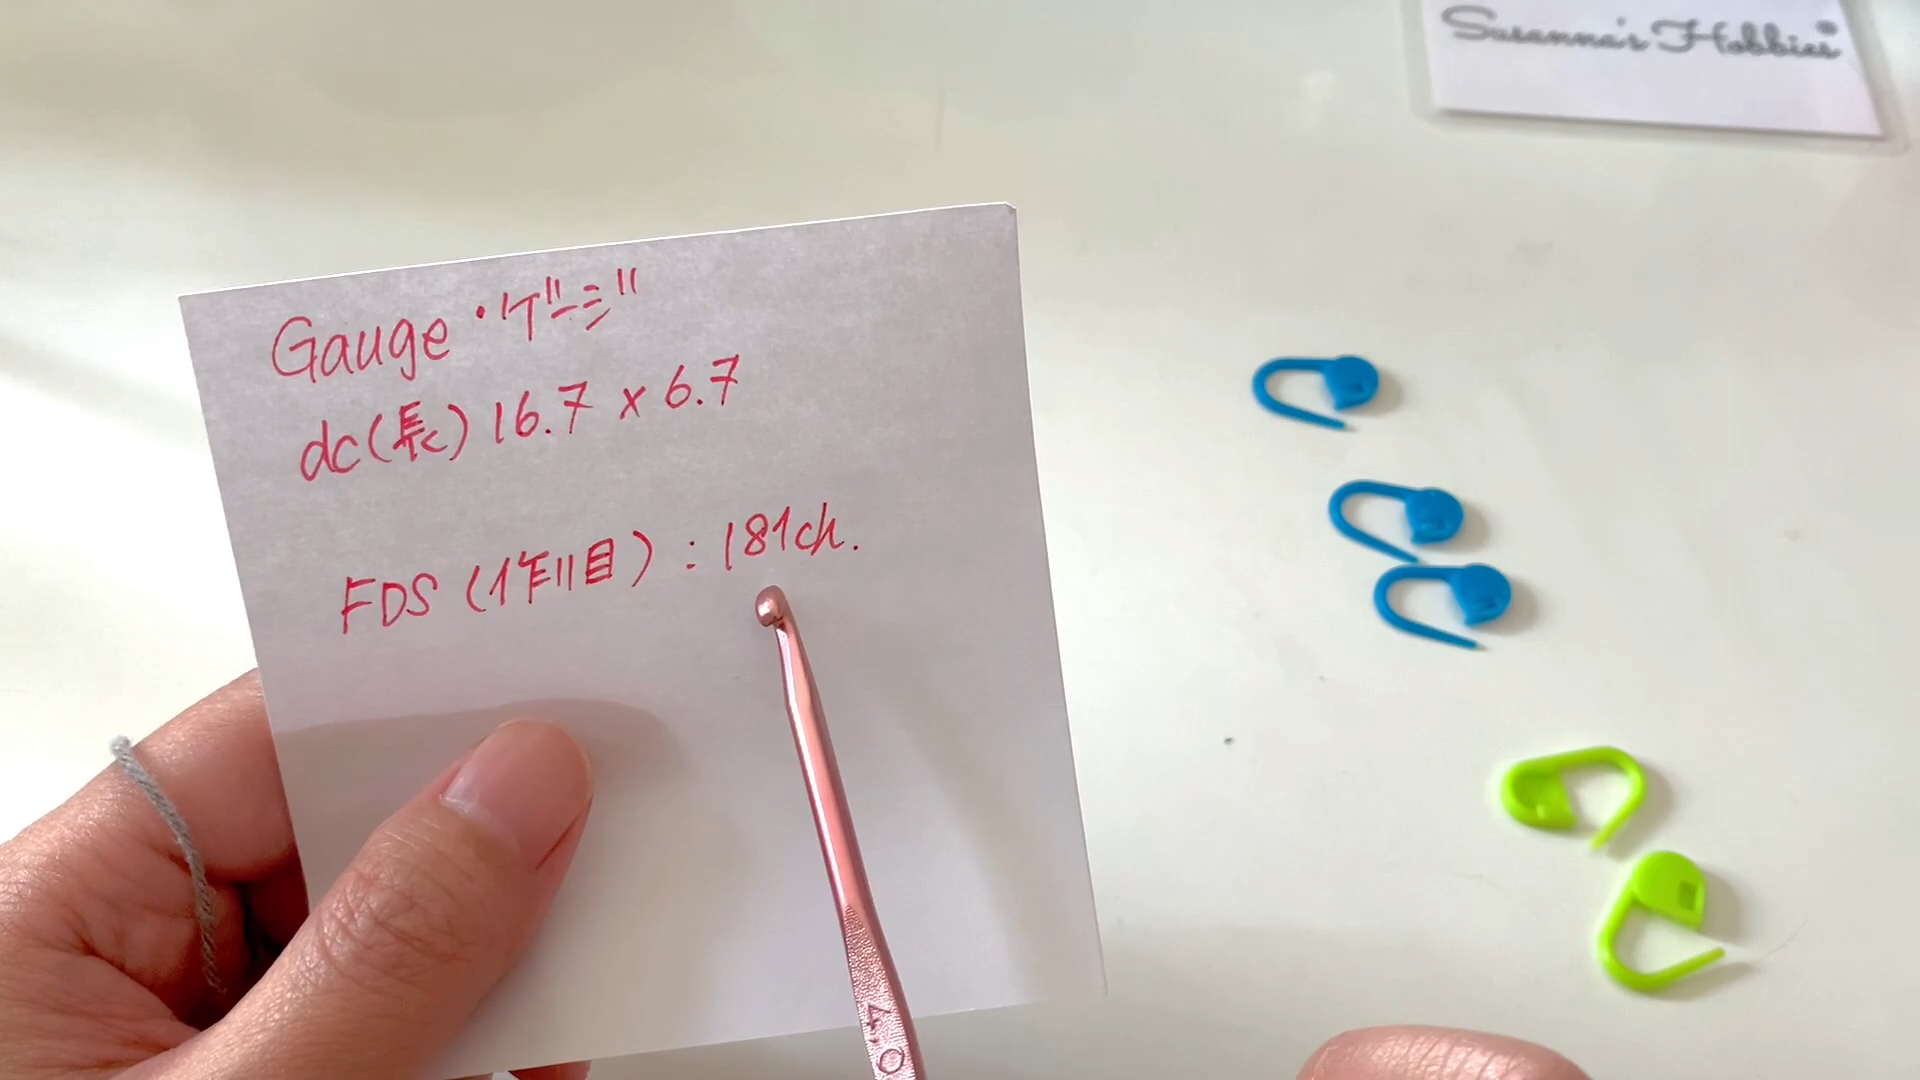 Susanna's Hobbies®
Gauge・ゲージ
dc(長) 16.7 x 6.7
FDS (作り目) : 181ch.
4.0